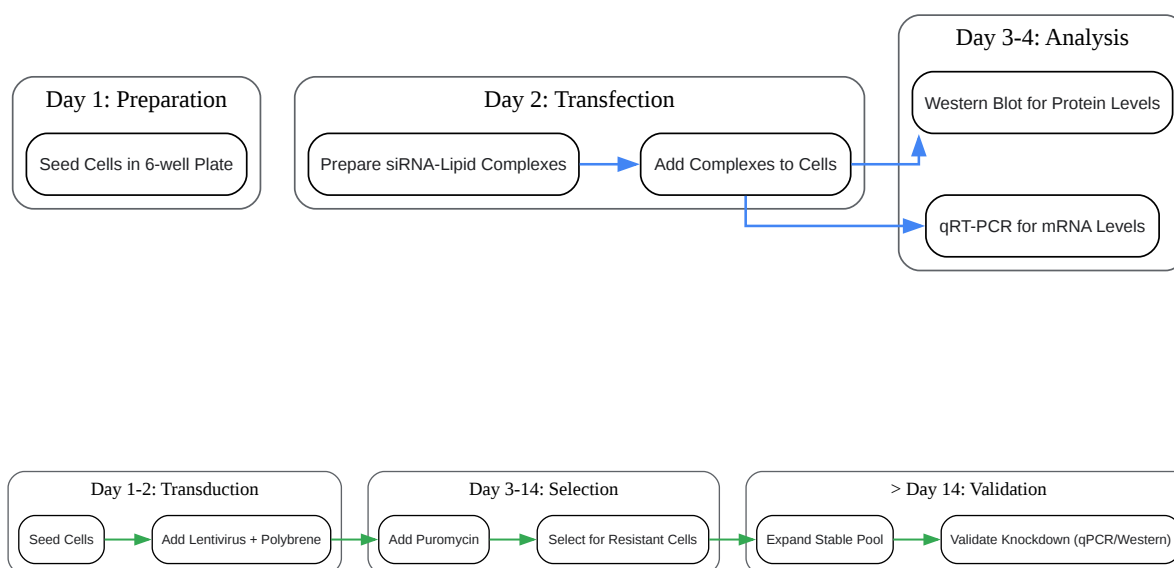 Day 1: Preparation
Seed Cells in 6-well Plate
Day 2: Transfection
Prepare siRNA-Lipid Complexes
Add Complexes to Cells
Day 3-4: Analysis
Western Blot for Protein Levels
qRT-PCR for mRNA Levels
Day 1-2: Transduction
Seed Cells
Add Lentivirus + Polybrene
Day 3-14: Selection
Add Puromycin
Select for Resistant Cells
> Day 14: Validation
Expand Stable Pool
Validate Knockdown (qPCR/Western)